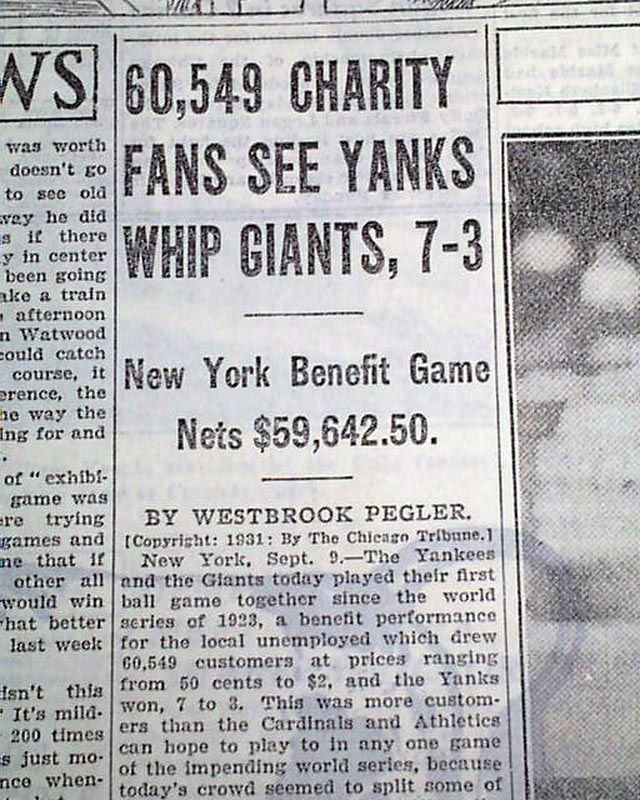 WS
was worth
doesn't go
to see old
way he did
s if there
y in center
been going
ake a train
afternoon
n Watwood
could catch
course, it
erence, the
he way the
ing for and
.
of "exhibi-
game was
re trying
games and
me that if
other all
would win
hat better
last week
isn't this
It's mild-
200 times
s just mo-
nce when-
60,549 CHARITY
FANS SEE YANKS
WHIP GIANTS, 7-3
New York Benefit Game
Nets $59,642.50.
BY WESTBROOK PEGLER.
[Copyright: 1931: By The Chicago Tribune.]
New York, Sept. 9.—The Yankees
and the Giants today played their first
ball game together since the world
series of 1923, a benefit performance
for the local unemployed which drew
60,549 customers at prices ranging
from 50 cents to $2, and the Yanks
won, 7 to 3. This was more custom-
ers than the Cardinals and Athletics
can hope to play to in any one game
of the impending world series, because
today's crowd seemed to split some of